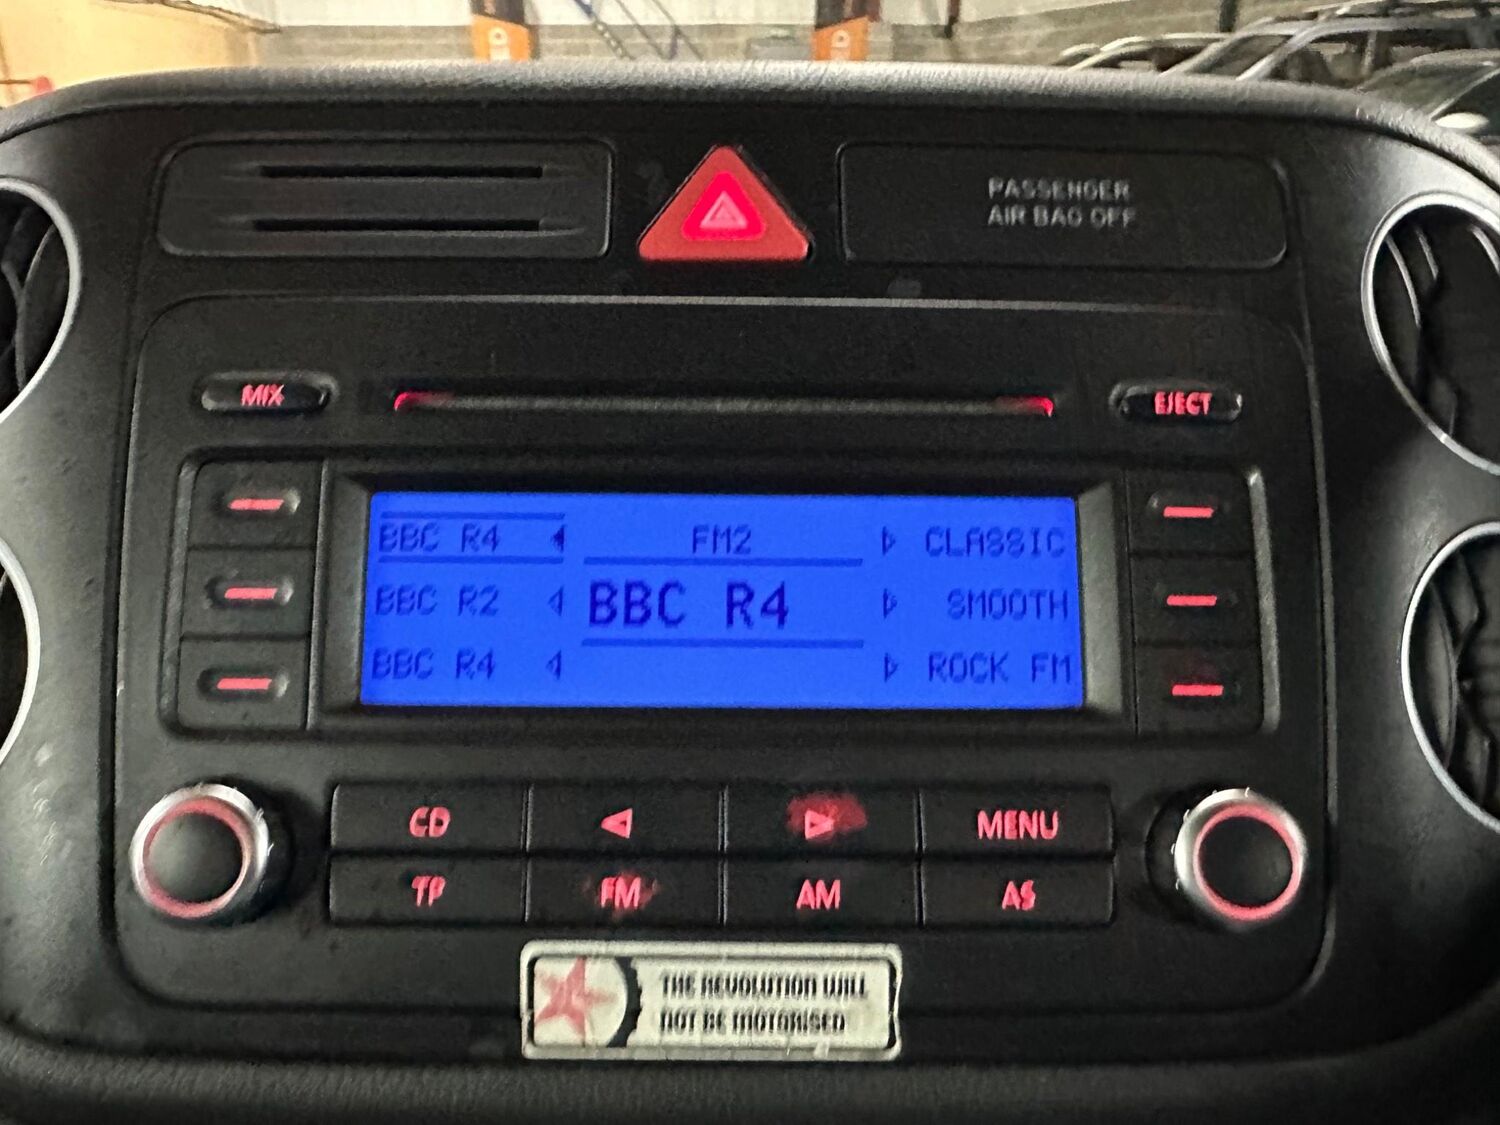 PASSENGER
AIR BAG OFF
MIX
EJECT
BBC R4 FM2 CLASSIC
BBC R2 BBC R4 SMOOTH
BBC R4 ROCK FM
CD MENU
TP FM AM AS
THE REVOLUTION WILL
NOT BE MOTORISED